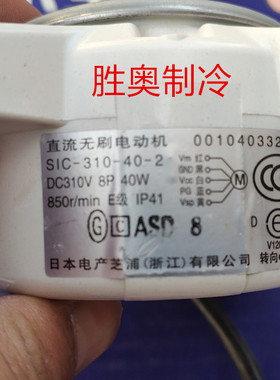 胜奥制冷
直流无刷电动机
001040332
SIC-310-40-2
DC310V 8P 40W
850r/min E级 IP41
Vm 红
GND 黑
Vcc 白
PG 蓝
Vsp 黄
M
G C ASD 8
D
V12
转向
日本电产芝浦(浙江)有限公司